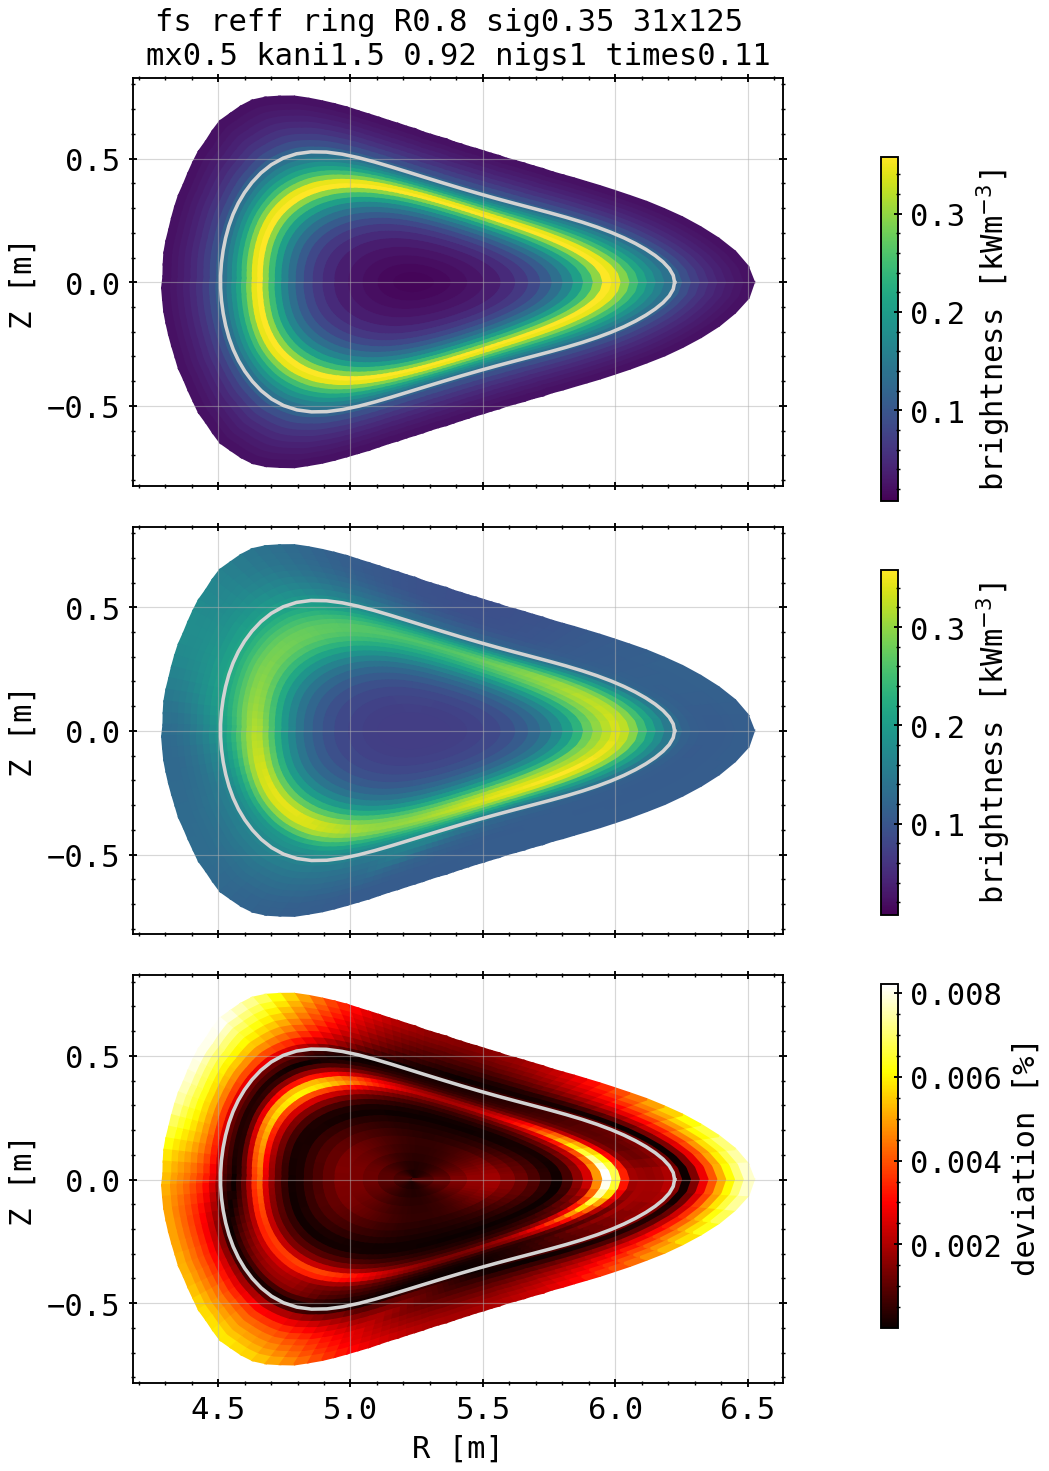 fs reff ring R0.8 sig0.35 31x125
mx0.5 kani1.5 0.92 nigs1 times0.11
0.5
0.0
−0.5
Z [m]
0.3
0.2
0.1
brightness [kWm⁻³]
0.5
0.0
−0.5
Z [m]
0.3
0.2
0.1
brightness [kWm⁻³]
0.5
0.0
−0.5
Z [m]
0.008
0.006
0.004
0.002
deviation [%]
4.5 5.0 5.5 6.0 6.5
R [m]